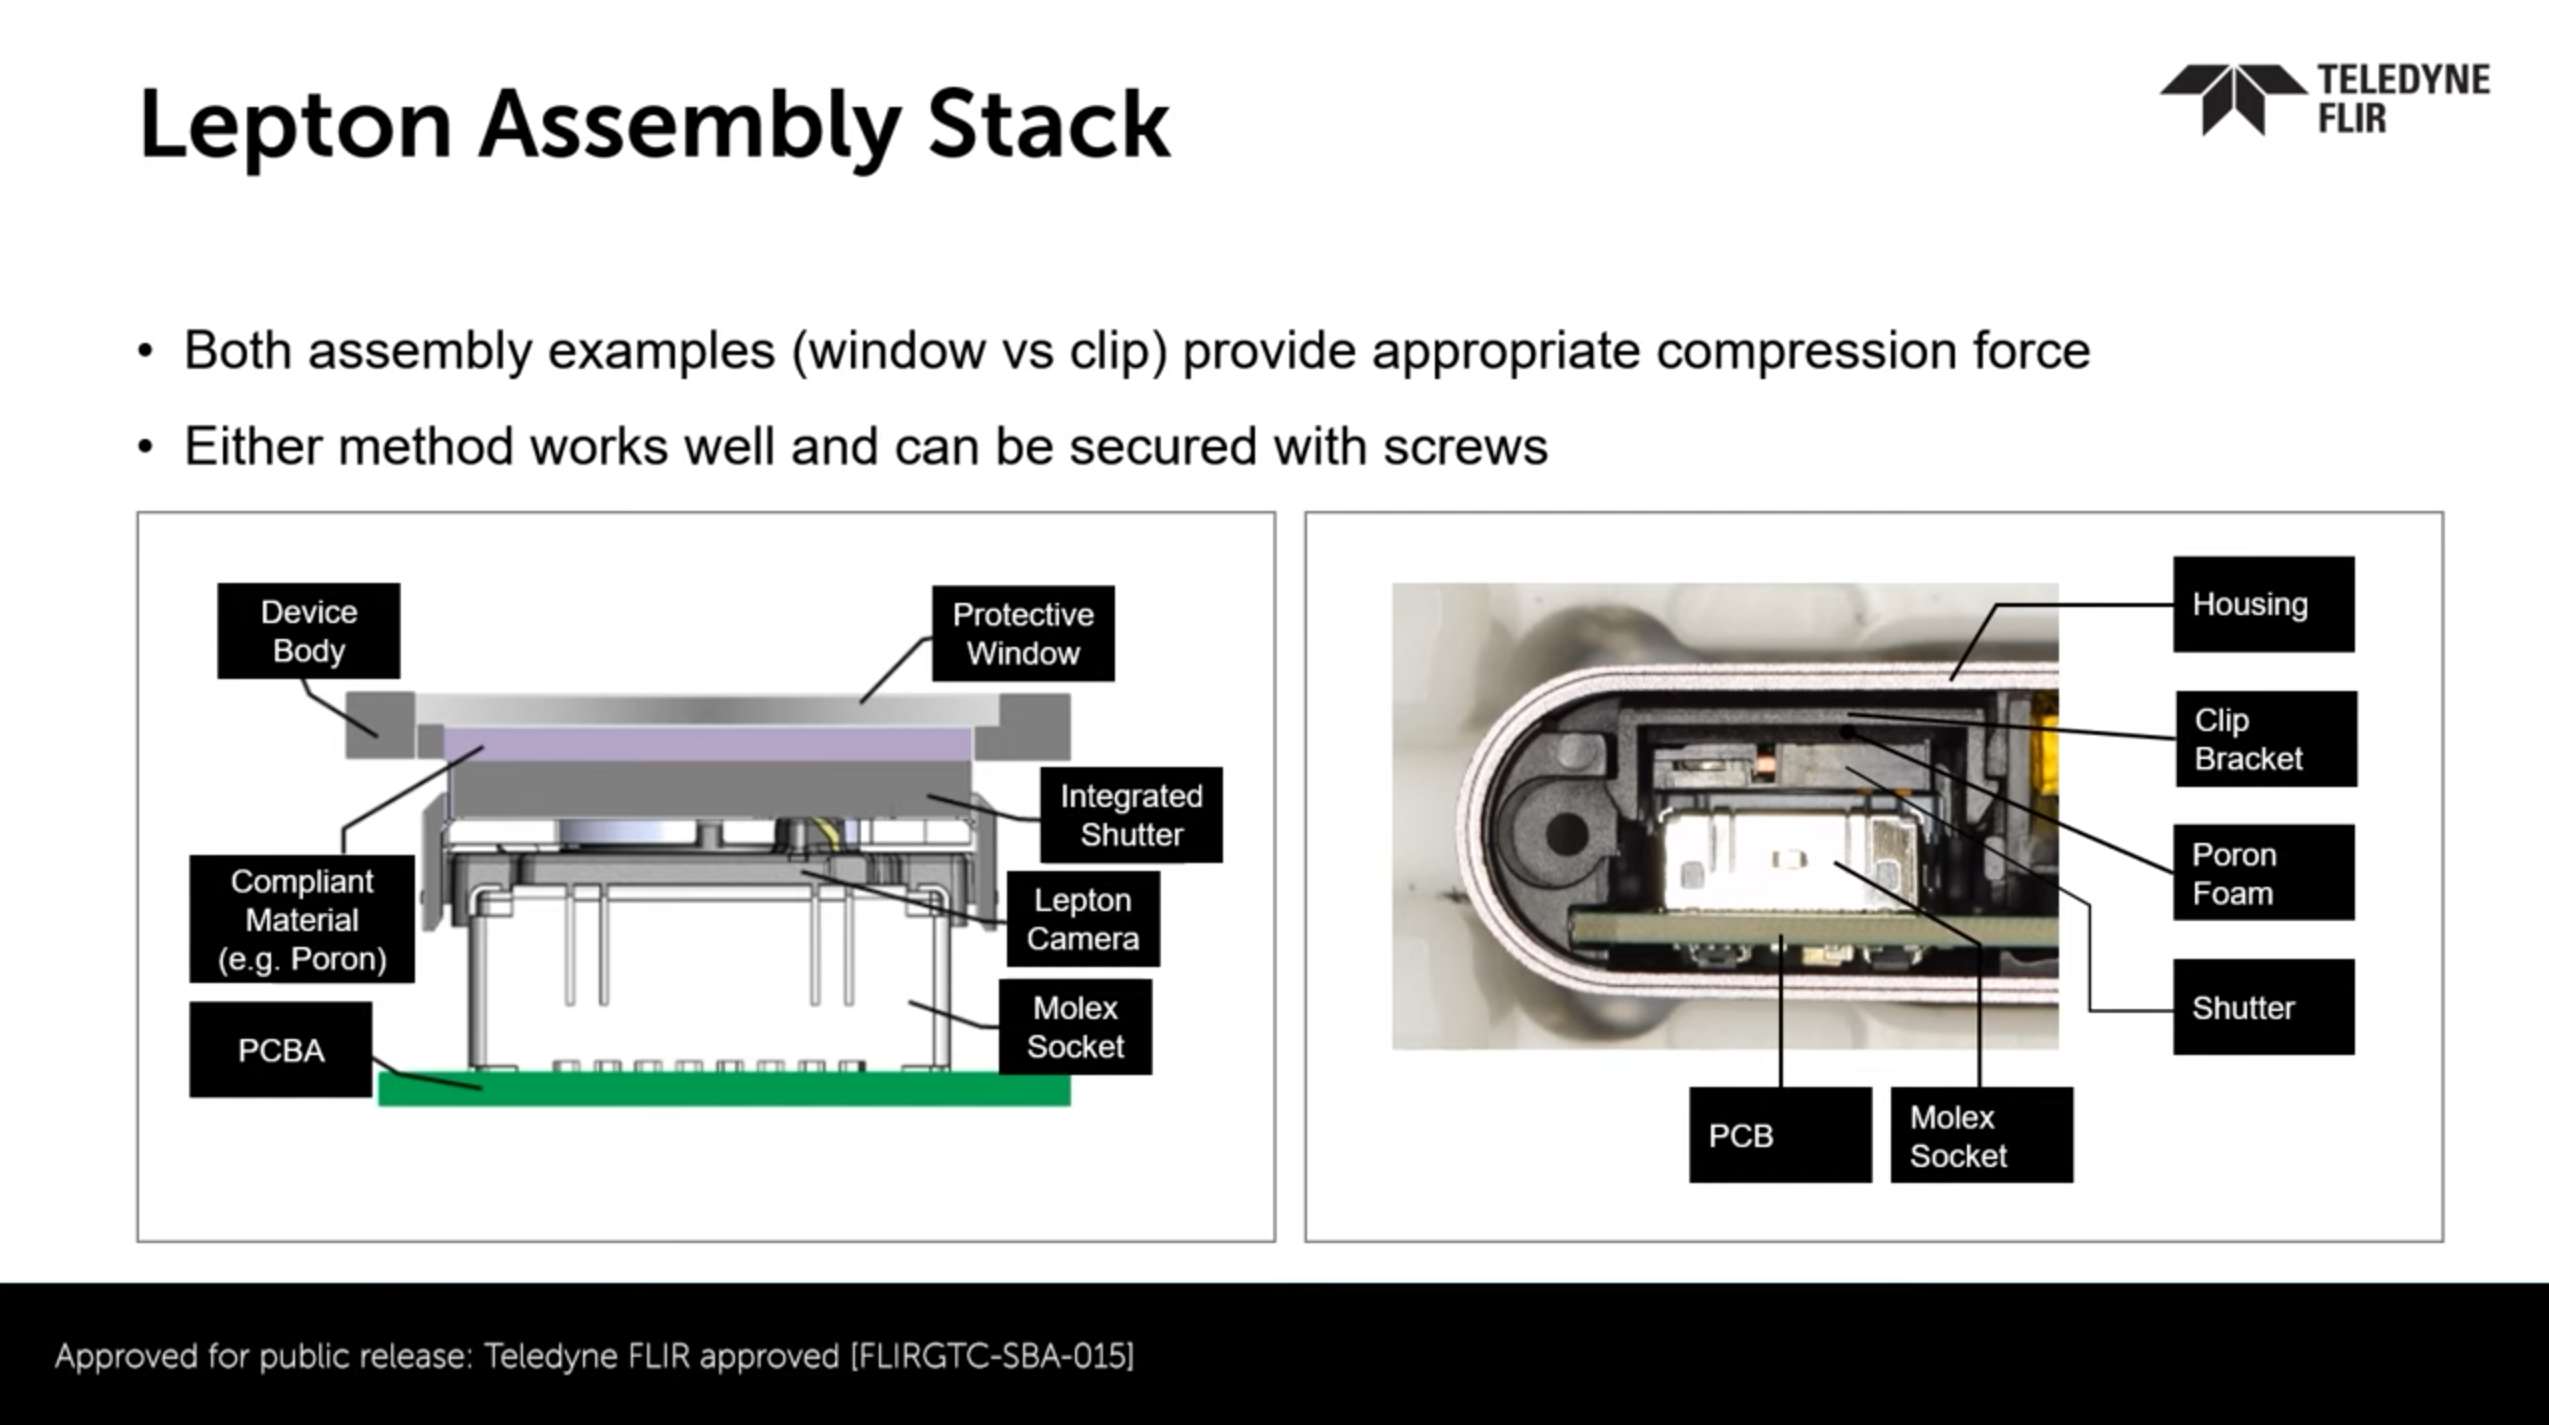 Lepton Assembly Stack
TELEDYNE
FLIR
• Both assembly examples (window vs clip) provide appropriate compression force
• Either method works well and can be secured with screws
Device
Body
Protective
Window
Integrated
Shutter
Compliant
Material
(e.g. Poron)
Lepton
Camera
PCBA
Molex
Socket
Housing
Clip
Bracket
Poron
Foam
Shutter
PCB
Molex
Socket
Approved for public release: Teledyne FLIR approved [FLIRGTC-SBA-015]